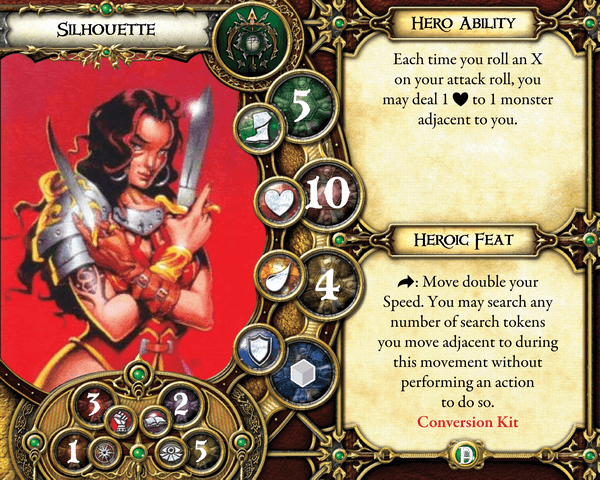 Silhouette
Hero Ability
Each time you roll an X
on your attack roll, you
may deal 1 ♥ to 1 monster
adjacent to you.
5
10
4
Heroic Feat
: Move double your
Speed. You may search any
number of search tokens
you move adjacent to during
this movement without
performing an action
to do so.
Conversion Kit
3 2
1 5
D